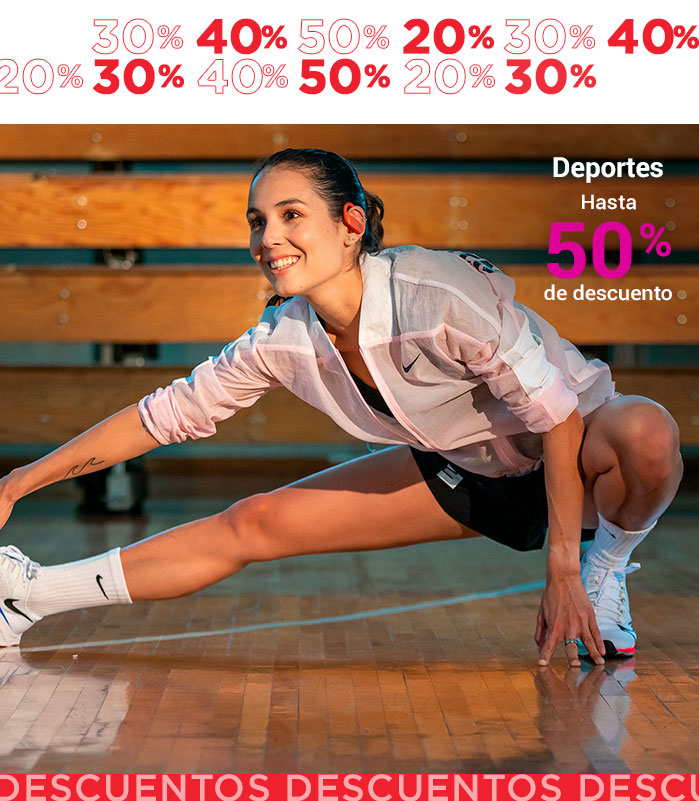 30% 40% 50% 20% 30% 40%
20% 30% 40% 50% 20% 30%
Deportes
Hasta
50%
de descuento
DESCUENTOS DESCUENTOS DESCU